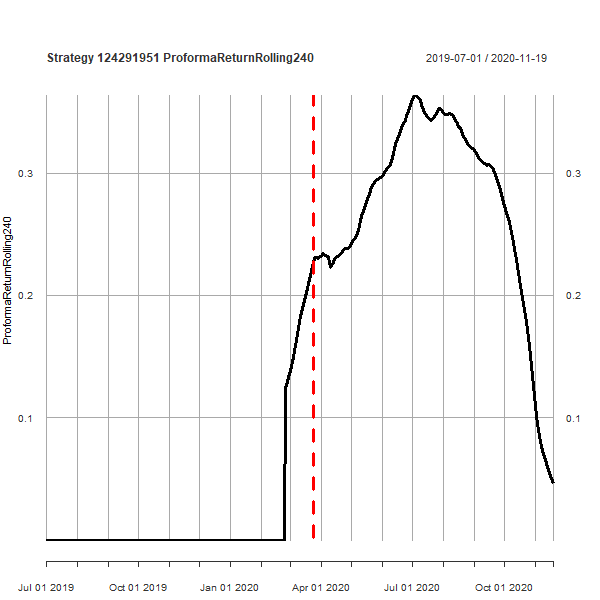 Strategy 124291951 ProformaReturnRolling240
2019-07-01 / 2020-11-19
ProformaReturnRolling240
0.3
0.3
0.2
0.2
0.1
0.1
Jul 01 2019
Oct 01 2019
Jan 01 2020
Apr 01 2020
Jul 01 2020
Oct 01 2020